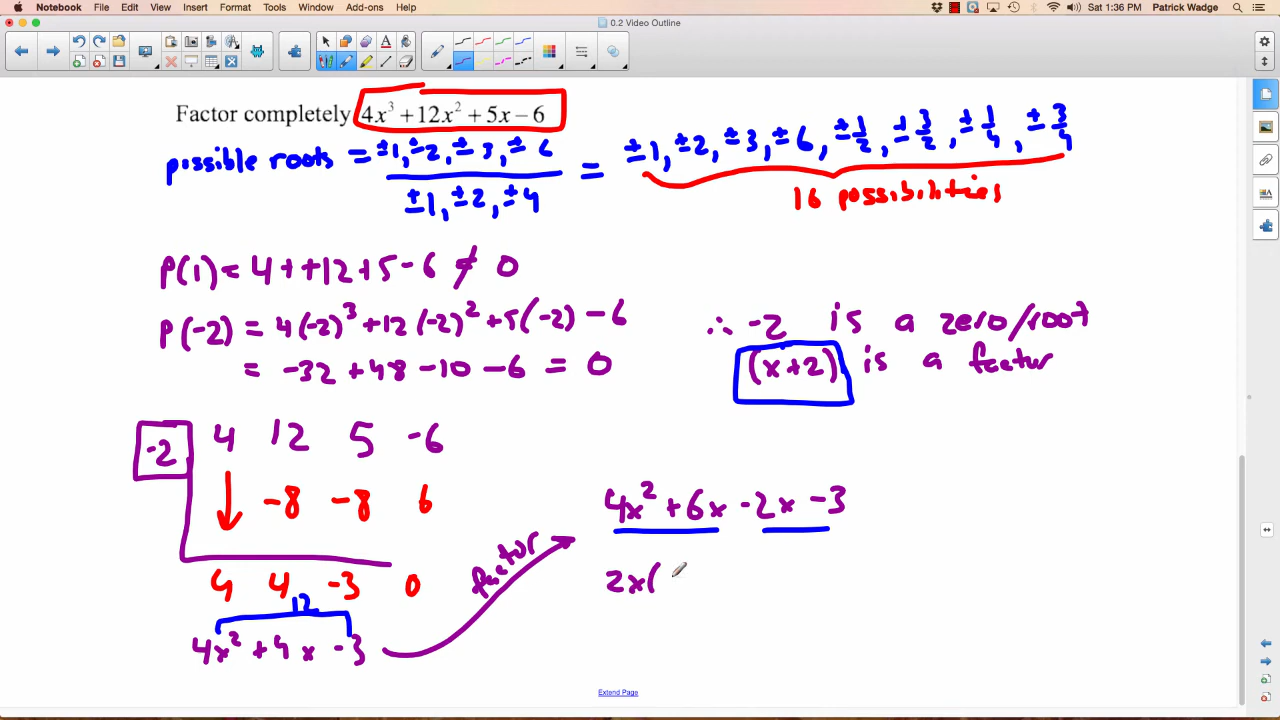 Notebook File Edit View Insert Format Tools Window Add-ons Help Sat 1:36 PM Patrick Wadge
0.2 Video Outline
Factor completely 4x³ +12x² +5x−6
possible roots = ±1, ±2, ±3, ±6 / ±1, ±2, ±4 = ±1, ±2, ±3, ±6, ±1/2, ±3/2, ±1/4, ±3/4
16 possibilities
P(1) = 4++12+5-6 ≠ 0
P(-2) = 4(-2)³+12(-2)²+5(-2)-6
= -32+48-10-6 = 0
∴ -2 is a zero/root
(x+2) is a factor
-2 4 12 5 -6
↓ -8 -8 6
4 4 -3 0
12
4x²+4x-3
factor
4x²+6x-2x-3
2x(
Extend Page